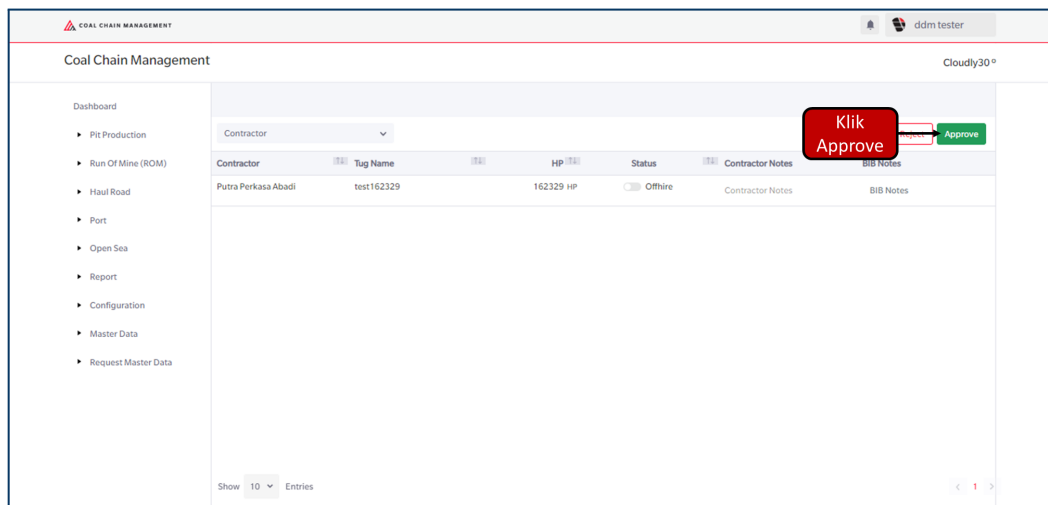 COAL CHAIN MANAGEMENT
ddm tester
Coal Chain Management
Cloudly30 º
Dashboard
Pit Production
Run Of Mine (ROM)
Haul Road
Port
Open Sea
Report
Configuration
Master Data
Request Master Data
Contractor
Klik
Approve
Reject
Approve
Contractor Tug Name HP Status Contractor Notes BIB Notes
Putra Perkasa Abadi test162329 162329 HP Offhire Contractor Notes BIB Notes
Show 10 Entries
1